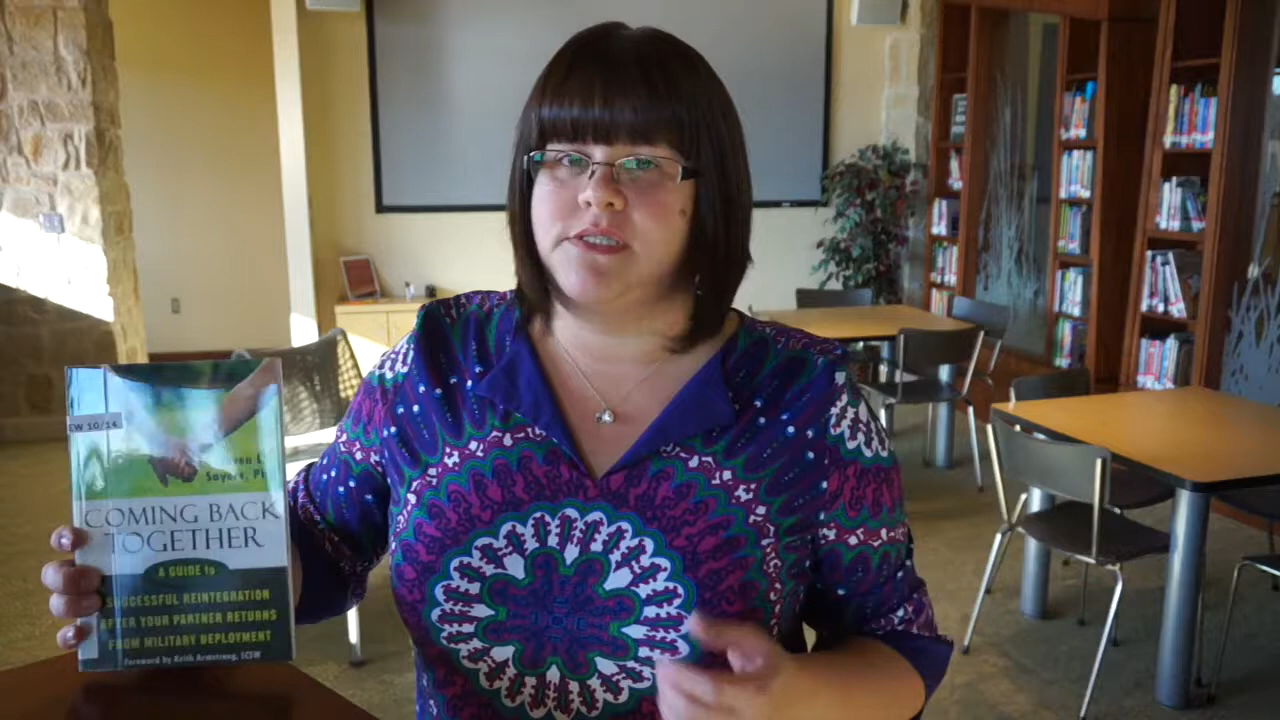 EW 10/14
Sayers, Ph
COMING BACK
TOGETHER
A GUIDE to
SUCCESSFUL REINTEGRATION
AFTER YOUR PARTNER RETURNS
FROM MILITARY DEPLOYMENT
Foreword by Keith Armstrong, LCSW